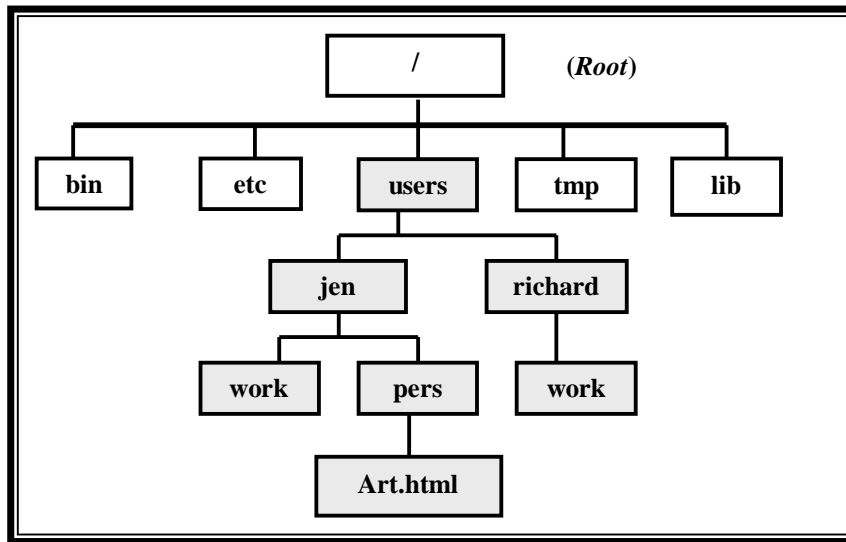 / (Root)
bin etc users tmp lib
jen richard
work pers work
Art.html